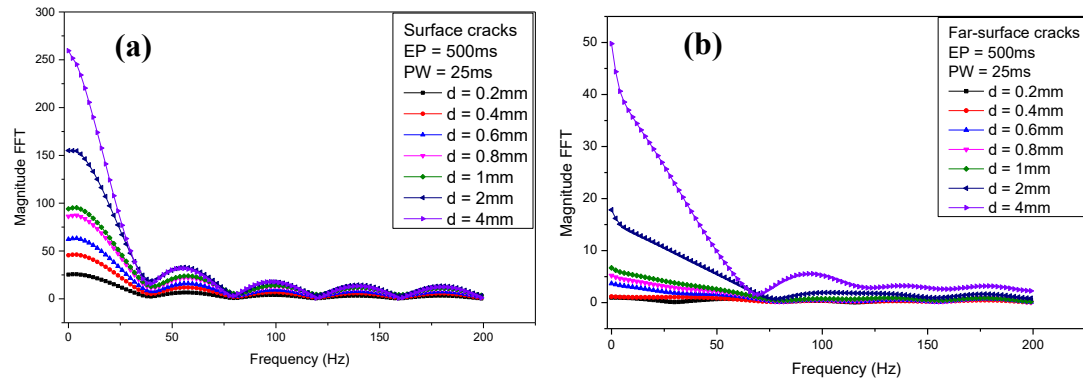 (a)
Surface cracks
EP = 500ms
PW = 25ms
d = 0.2mm
d = 0.4mm
d = 0.6mm
d = 0.8mm
d = 1mm
d = 2mm
d = 4mm
300
250
200
150
100
50
0
Magnitude FFT
0 50 100 150 200
Frequency (Hz)
(b)
Far-surface cracks
EP = 500ms
PW = 25ms
d = 0.2mm
d = 0.4mm
d = 0.6mm
d = 0.8mm
d = 1mm
d = 2mm
d = 4mm
50
40
30
20
10
0
Magnitude FFT
0 50 100 150 200
Frequency (Hz)